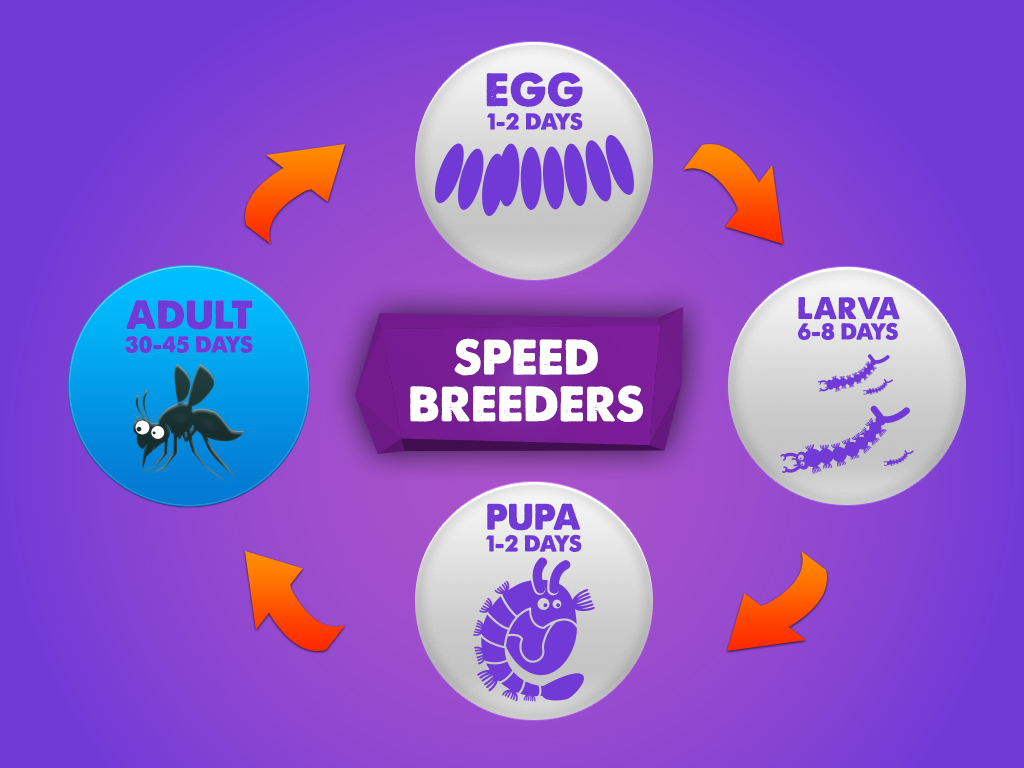 EGG
1-2 DAYS
LARVA
6-8 DAYS
PUPA
1-2 DAYS
ADULT
30-45 DAYS
SPEED
BREEDERS